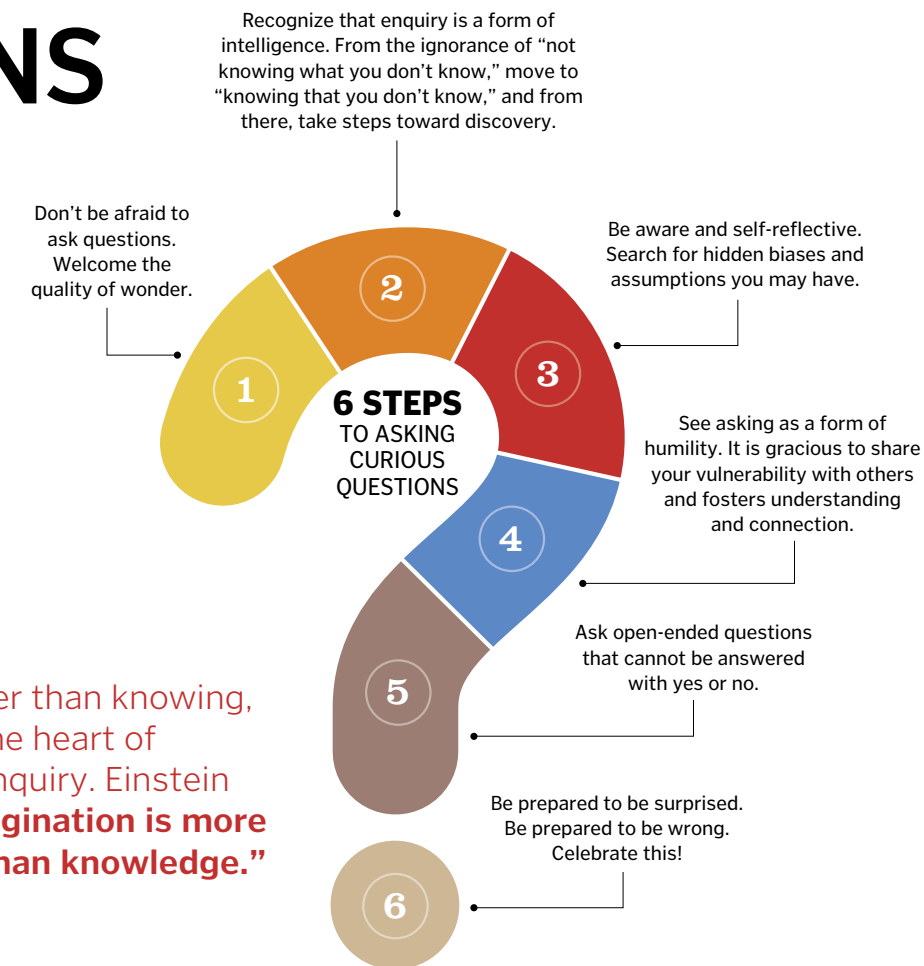 NS
Recognize that enquiry is a form of
intelligence. From the ignorance of “not
knowing what you don’t know,” move to
“knowing that you don’t know,” and from
there, take steps toward discovery.
Don’t be afraid to
ask questions.
Welcome the
quality of wonder.
1
2
3
Be aware and self-reflective.
Search for hidden biases and
assumptions you may have.
6 STEPS
TO ASKING
CURIOUS
QUESTIONS
4
See asking as a form of
humility. It is gracious to share
your vulnerability with others
and fosters understanding
and connection.
5
Ask open-ended questions
that cannot be answered
with yes or no.
er than knowing,
he heart of
nquiry. Einstein
gination is more
han knowledge.”
6
Be prepared to be surprised.
Be prepared to be wrong.
Celebrate this!